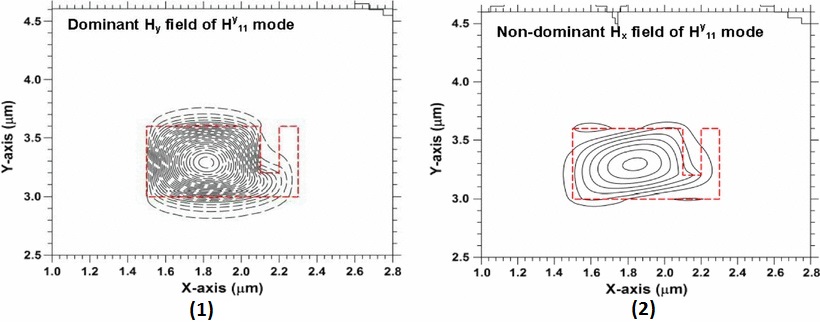 Dominant Hy field of Hy11 mode
4.5
4.0
3.5
3.0
2.5
Y-axis (μm)
1.0 1.2 1.4 1.6 1.8 2.0 2.2 2.4 2.6 2.8
X-axis (μm)
(1)
Non-dominant Hx field of Hy11 mode
4.5
4.0
3.5
3.0
2.5
Y-axis (μm)
1.0 1.2 1.4 1.6 1.8 2.0 2.2 2.4 2.6 2.8
X-axis (μm)
(2)